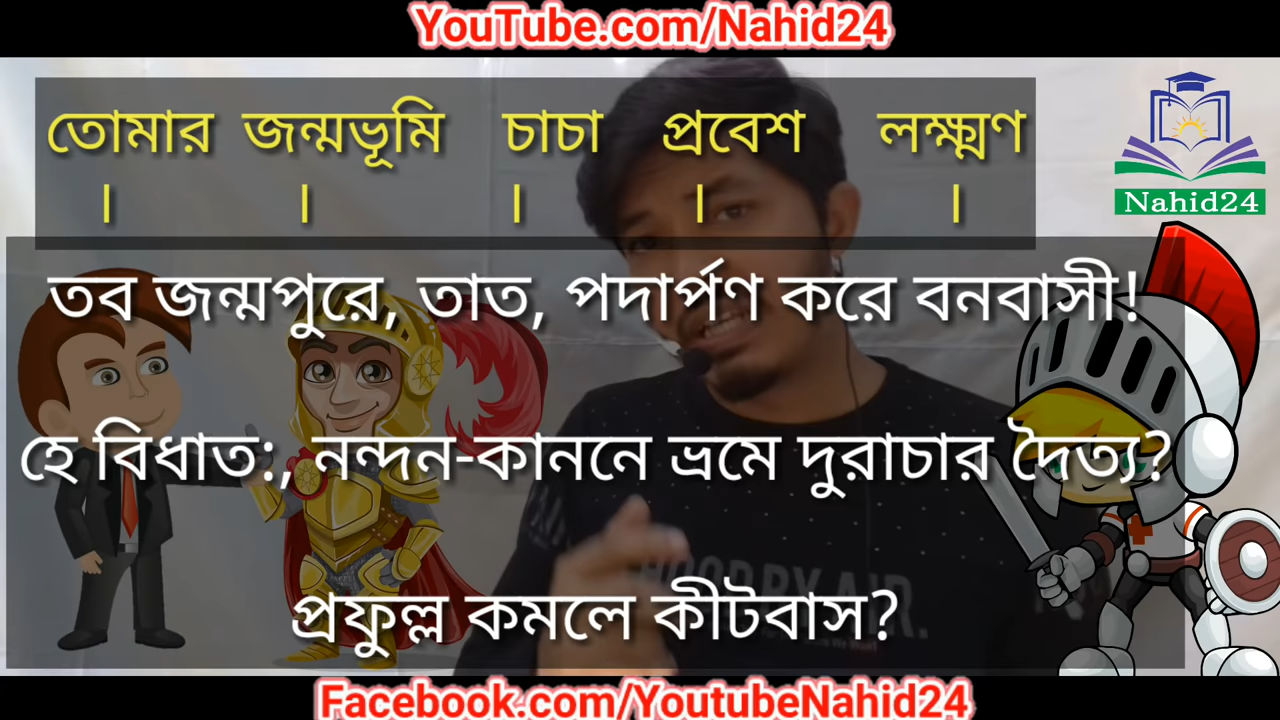 YouTube.com/Nahid24
তোমার জন্মভূমি চাচা প্রবেশ লক্ষ্মণ
। । । । ।
Nahid24
তব জন্মপুরে, তাত, পদার্পণ করে বনবাসী!
হে বিধাত:, নন্দন-কাননে ভ্রমে দুরাচার দৈত্য?
প্রফুল্ল কমলে কীটবাস?
Facebook.com/YoutubeNahid24